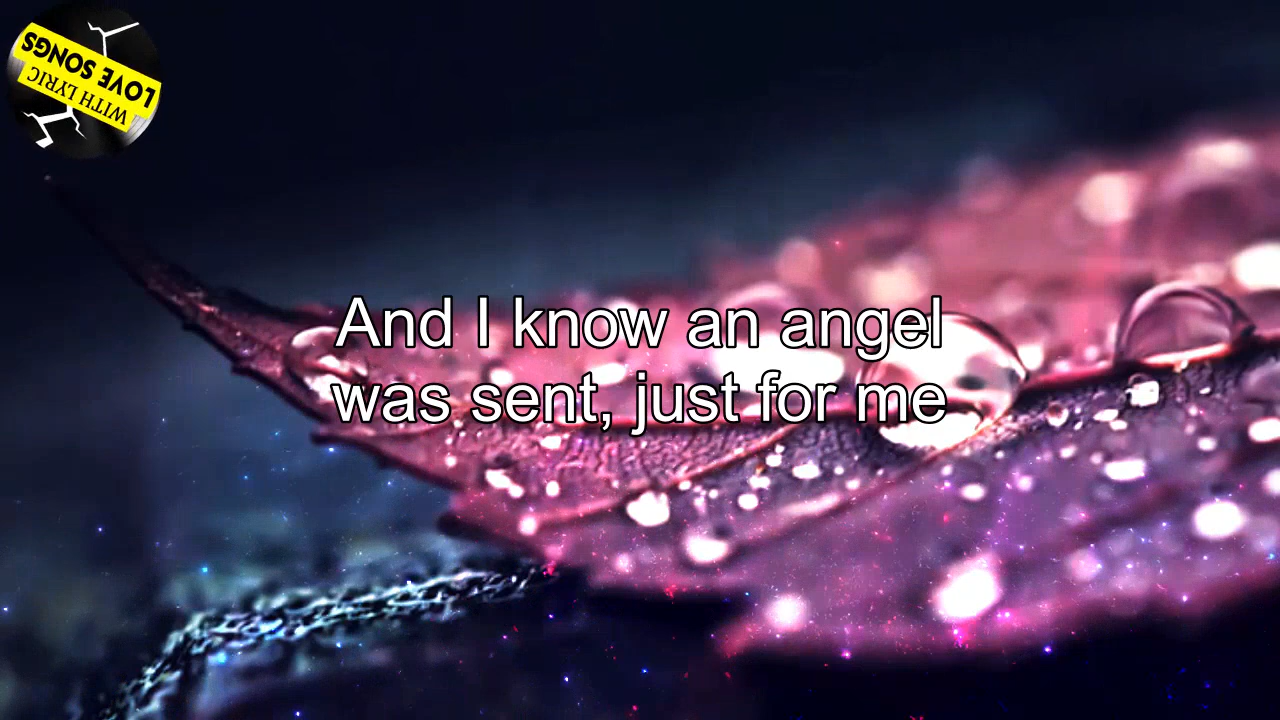 LOVE SONGS
WITH LYRIC
And I know an angel
was sent, just for me